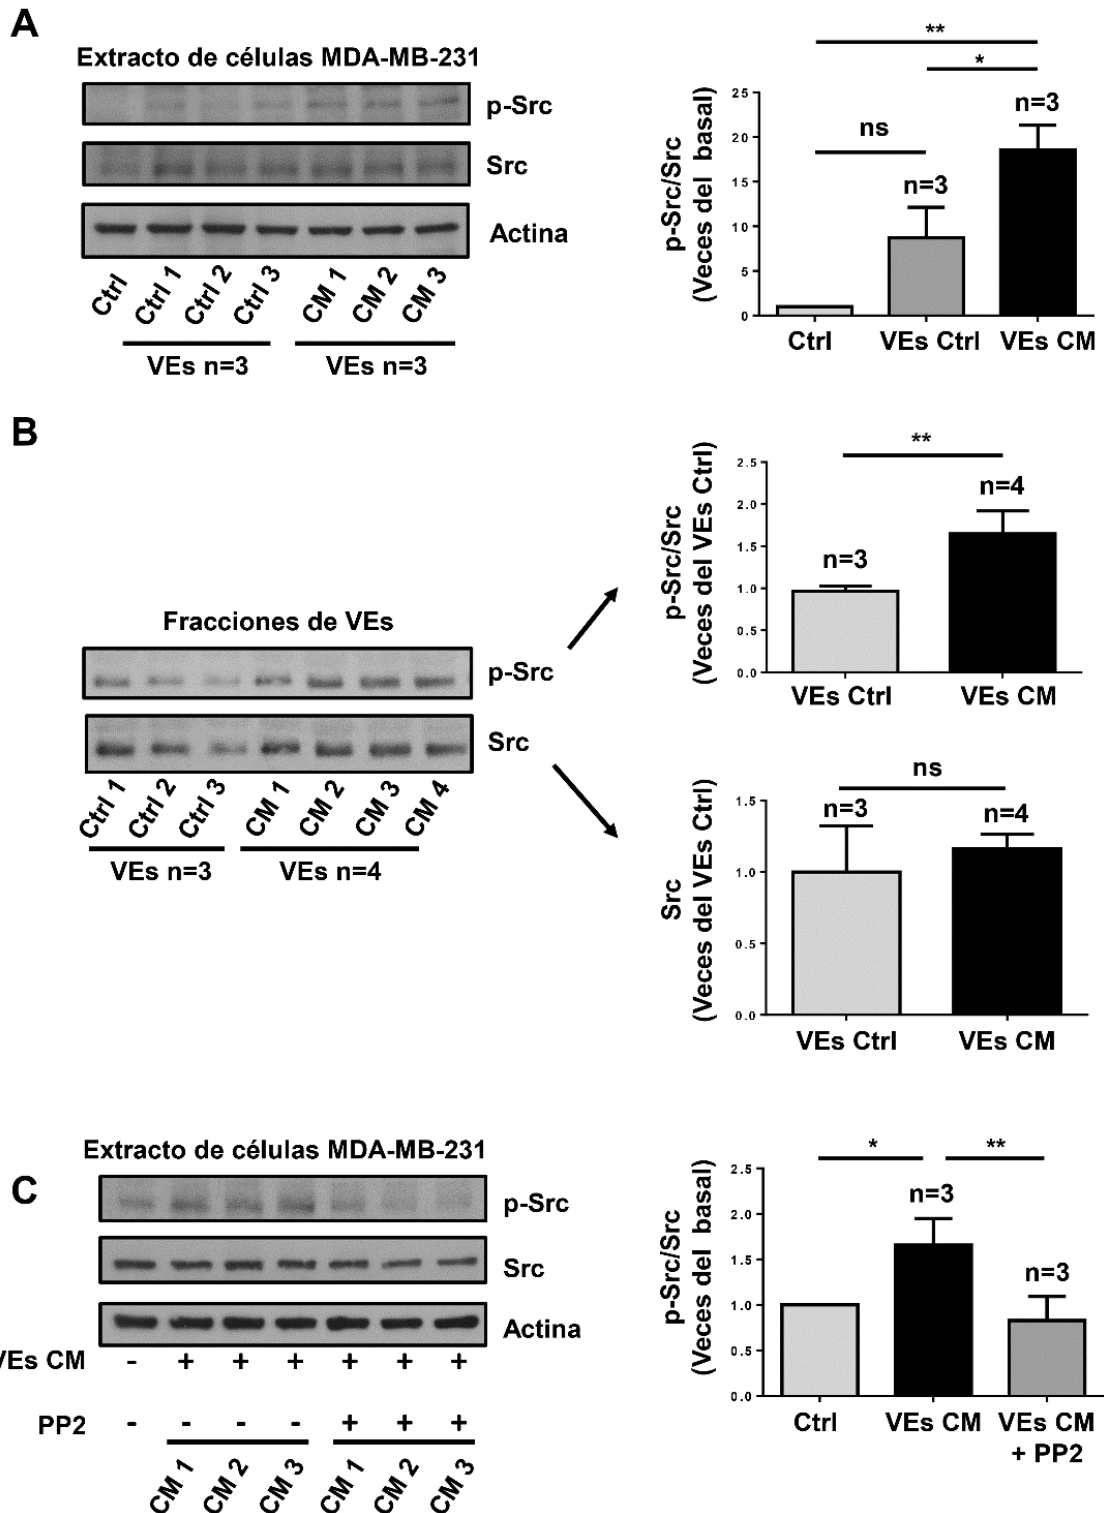 A
Extracto de células MDA-MB-231
p-Src
Src
Actina
Ctrl
Ctrl 1
Ctrl 2
Ctrl 3
CM 1
CM 2
CM 3
VEs n=3
VEs n=3
p-Src/Src
(Veces del basal)
25
20
15
10
5
0
**
*
ns
n=3
n=3
Ctrl
VEs Ctrl
VEs CM
B
Fracciones de VEs
p-Src
Src
Ctrl 1
Ctrl 2
Ctrl 3
CM 1
CM 2
CM 3
CM 4
VEs n=3
VEs n=4
p-Src/Src
(Veces del VEs Ctrl)
2.5
2.0
1.5
1.0
0.5
0.0
**
n=3
n=4
VEs Ctrl
VEs CM
Src
(Veces del VEs Ctrl)
1.5
1.0
0.5
0.0
ns
n=3
n=4
VEs Ctrl
VEs CM
C
Extracto de células MDA-MB-231
p-Src
Src
Actina
VEs CM - + + + + + +
PP2 - - - - + + +
CM 1
CM 2
CM 3
CM 1
CM 2
CM 3
p-Src/Src
(Veces del basal)
2.5
2.0
1.5
1.0
0.5
0.0
*
**
n=3
n=3
Ctrl
VEs CM
VEs CM
+ PP2